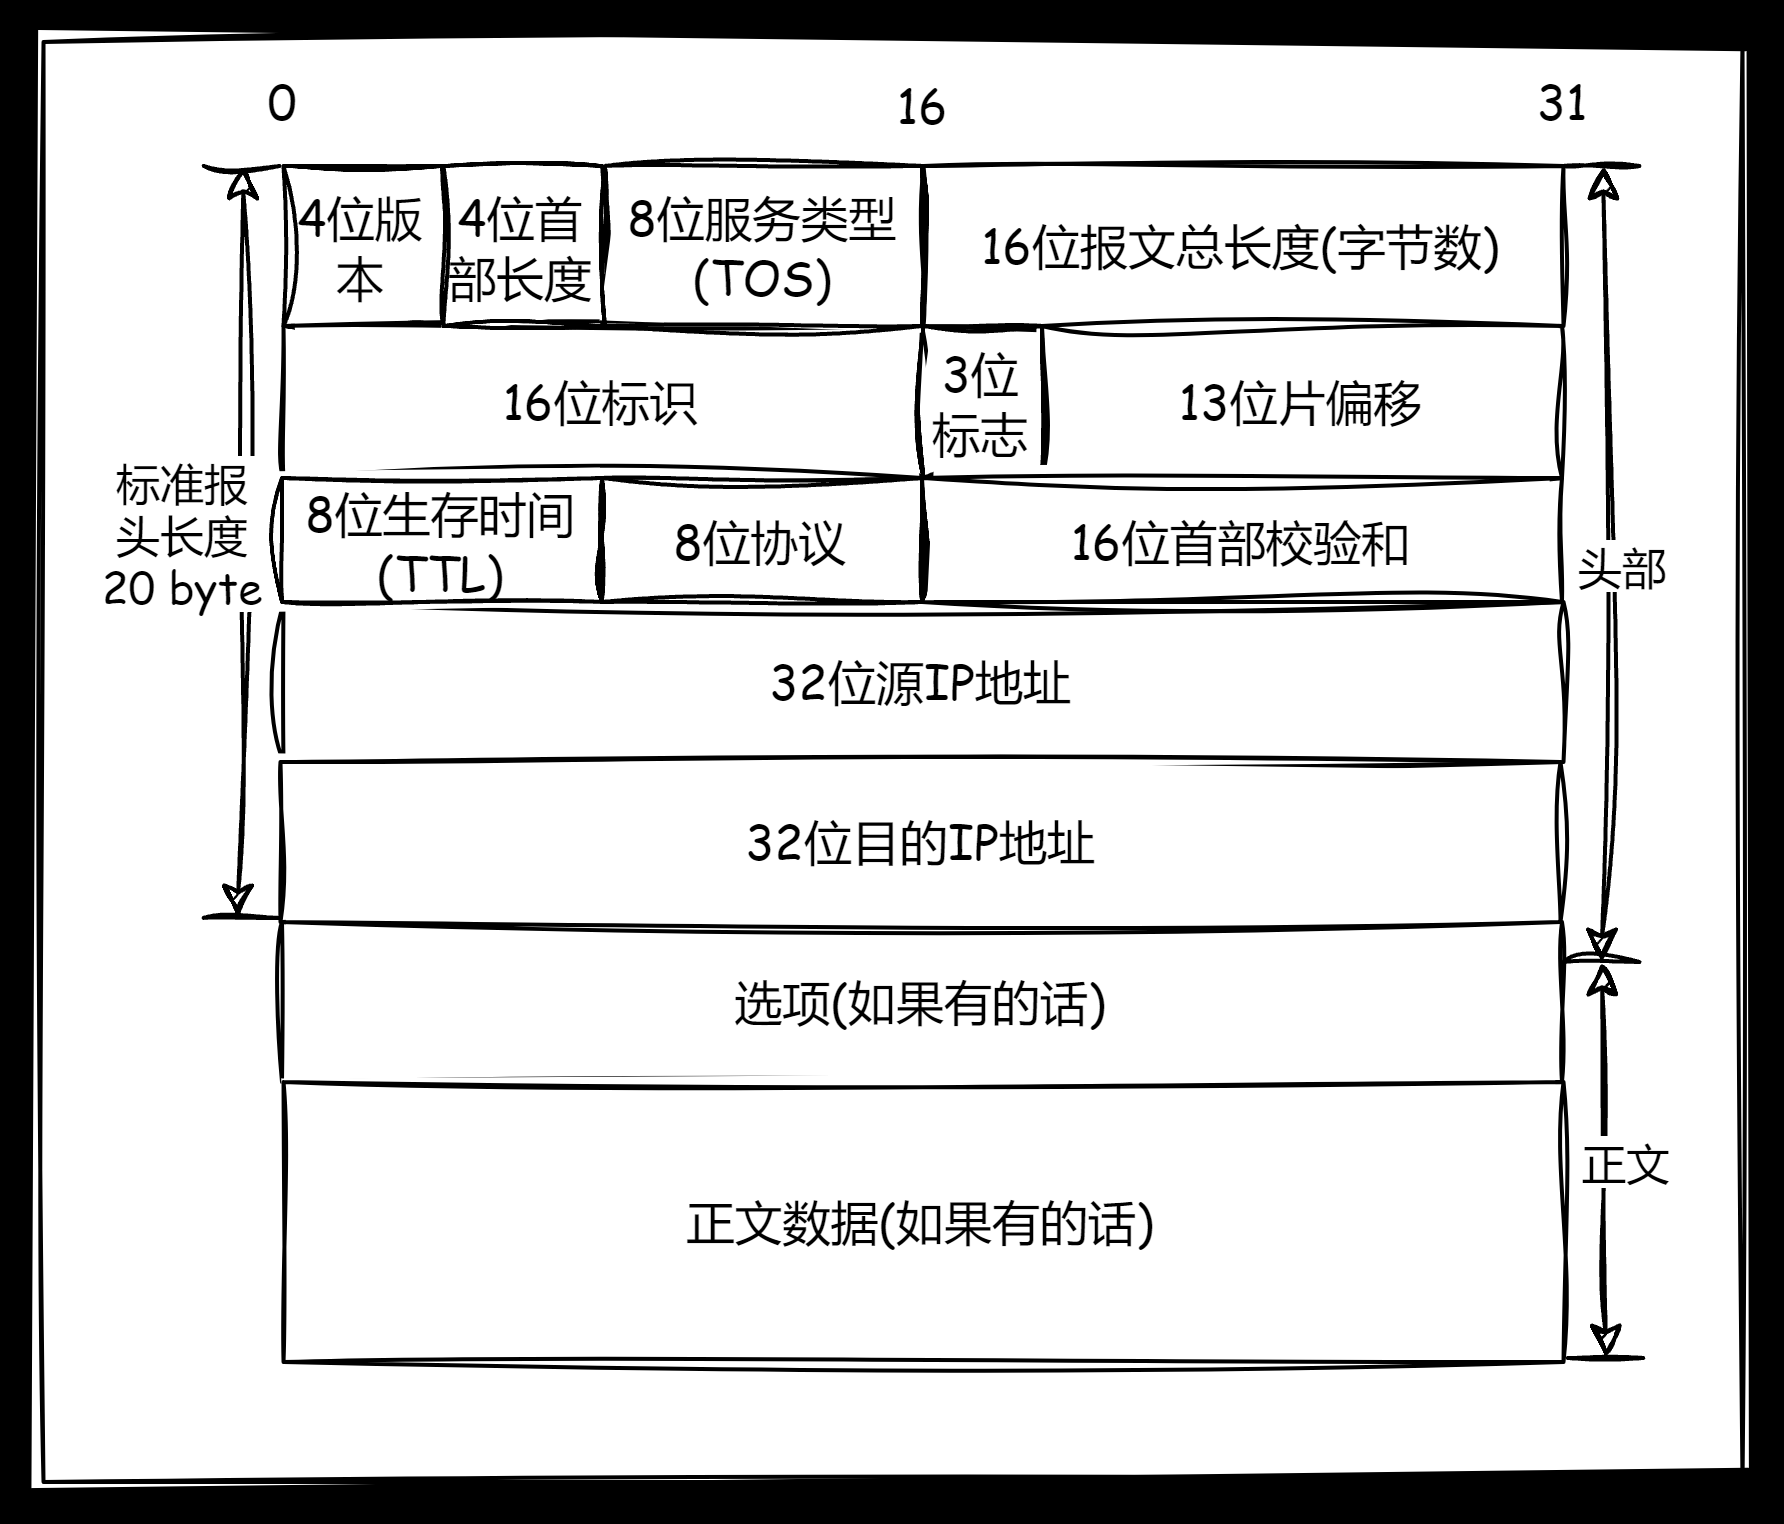 0
16
31
4位版
本
4位首
部长度
8位服务类型
(TOS)
16位报文总长度(字节数)
16位标识
3位
标志
13位片偏移
标准报
头长度
20 byte
8位生存时间
(TTL)
8位协议
16位首部校验和
头部
32位源IP地址
32位目的IP地址
选项(如果有的话)
正文
正文数据(如果有的话)